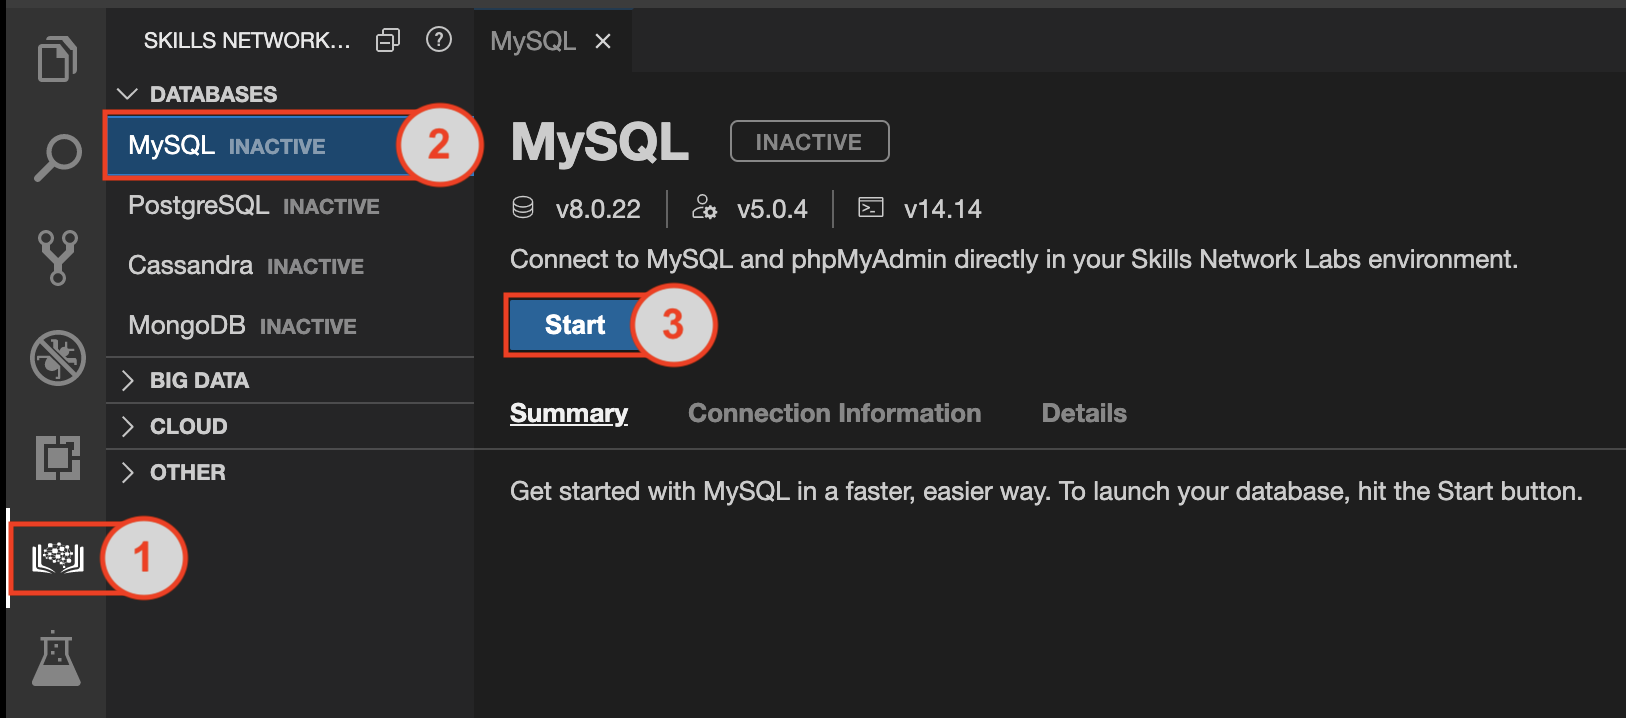 SKILLS NETWORK...
MySQL
DATABASES
MySQL INACTIVE
2
PostgreSQL INACTIVE
Cassandra INACTIVE
MongoDB INACTIVE
BIG DATA
CLOUD
OTHER
1
MySQL INACTIVE
v8.0.22 v5.0.4 v14.14
Connect to MySQL and phpMyAdmin directly in your Skills Network Labs environment.
Start
3
Summary Connection Information Details
Get started with MySQL in a faster, easier way. To launch your database, hit the Start button.